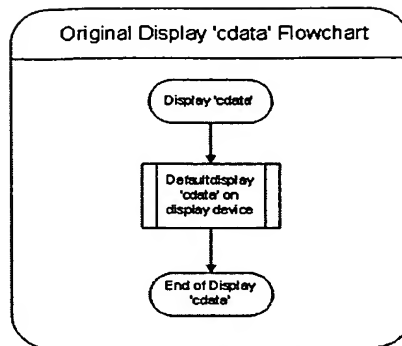 Original Display 'cdata' Flowchart
Display 'cdata'
Defaultdisplay
'cdata' on
display device
End of Display
'cdata'